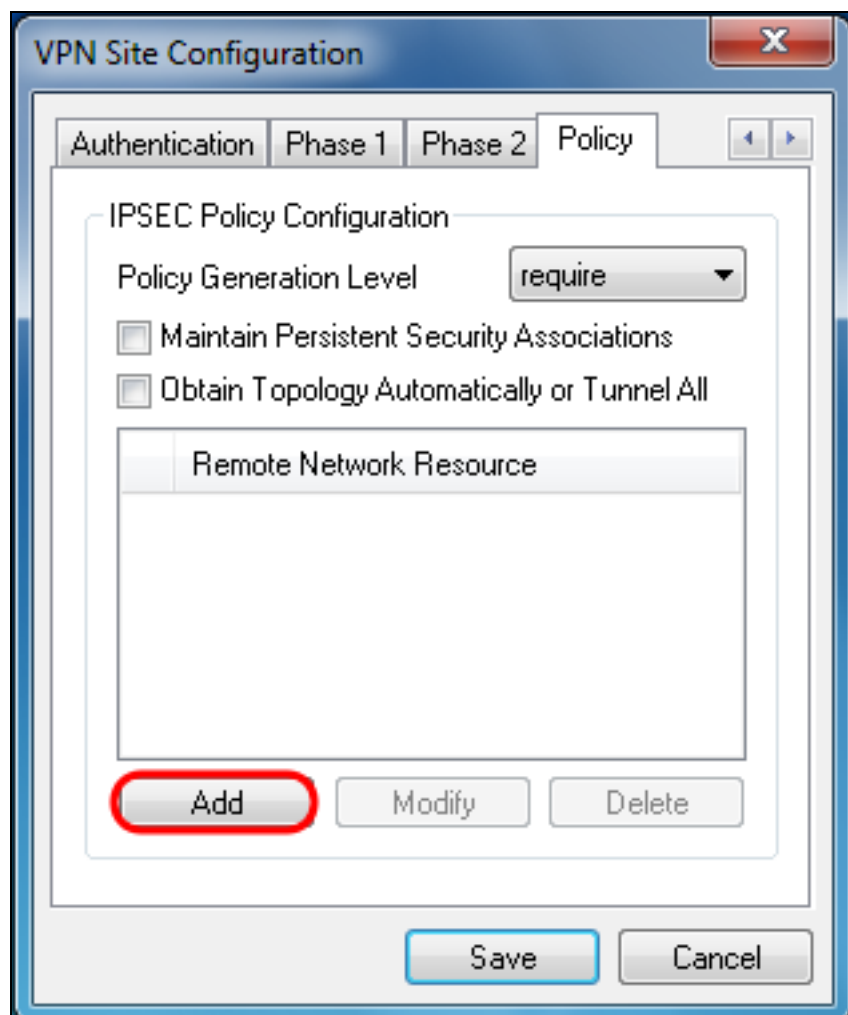 VPN Site Configuration
Authentication Phase 1 Phase 2 Policy
IPSEC Policy Configuration
Policy Generation Level require
Maintain Persistent Security Associations
Obtain Topology Automatically or Tunnel All
Remote Network Resource
Add Modify Delete
Save Cancel